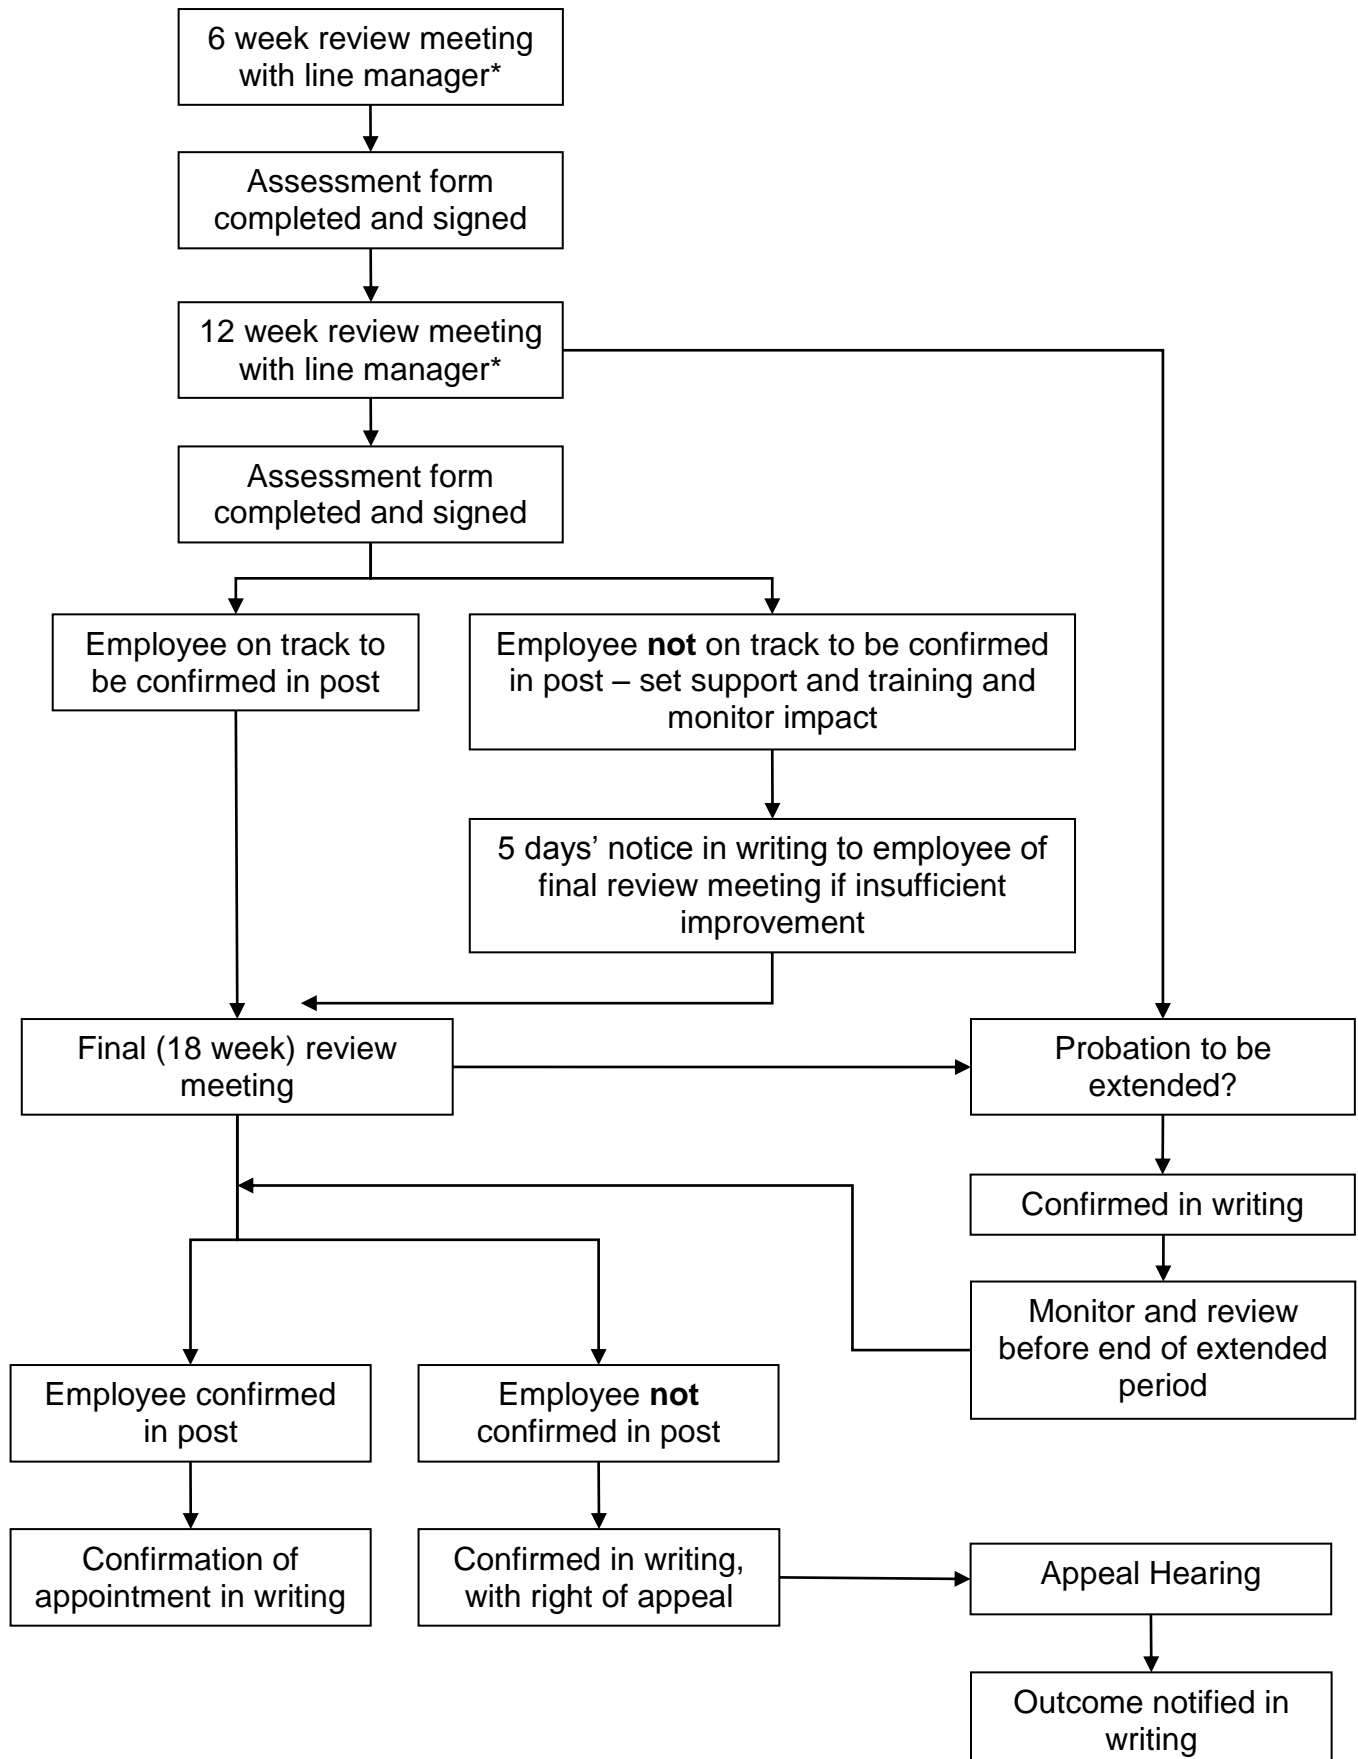 6 week review meeting
with line manager*
Assessment form
completed and signed
12 week review meeting
with line manager*
Assessment form
completed and signed
Employee on track to
be confirmed in post
Employee not on track to be confirmed
in post – set support and training and
monitor impact
5 days’ notice in writing to employee of
final review meeting if insufficient
improvement
Final (18 week) review
meeting
Probation to be
extended?
Confirmed in writing
Monitor and review
before end of extended
period
Employee confirmed
in post
Employee not
confirmed in post
Confirmation of
appointment in writing
Confirmed in writing,
with right of appeal
Appeal Hearing
Outcome notified in
writing